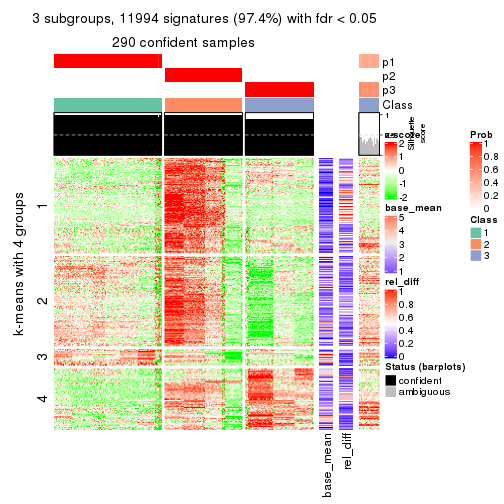 3 subgroups, 11994 signatures (97.4%) with fdr < 0.05
290 confident samples
p1
p2
p3
Class
1
Silhouette
score
z-score
2
1
0
-1
-2
Prob
1
0.8
0.6
0.4
0.2
0
base_mean
5
4
3
2
1
Class
1
2
3
rel_diff
1
0.8
0.6
0.4
0.2
0
Status (barplots)
confident
ambiguous
k-means with 4 groups
1
2
3
4
base_mean
rel_diff